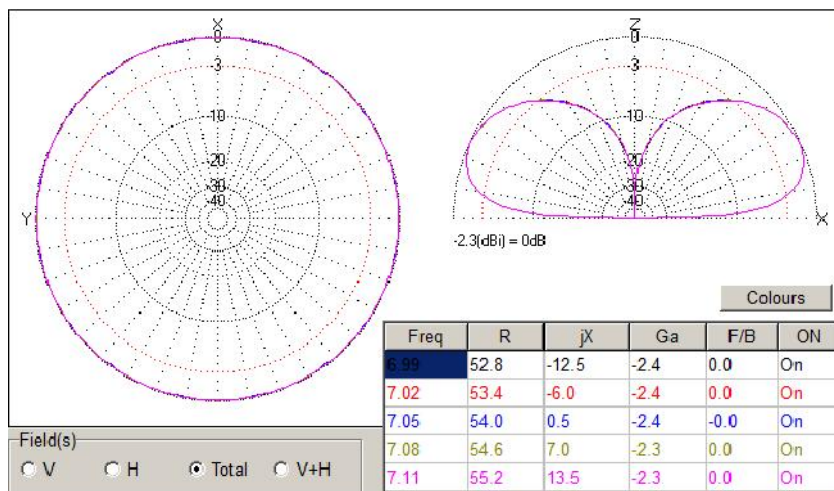 X
0
-3
-10
-20
-30
-40
Y
Z
0
-3
-10
-20
-30
-40
X
-2.3(dBi) = 0dB
Colours
Freq R jX Ga F/B ON
6.99 52.8 -12.5 -2.4 0.0 On
7.02 53.4 -6.0 -2.4 0.0 On
7.05 54.0 0.5 -2.4 -0.0 On
7.08 54.6 7.0 -2.3 0.0 On
7.11 55.2 13.5 -2.3 0.0 On
Field(s)
V H Total V+H